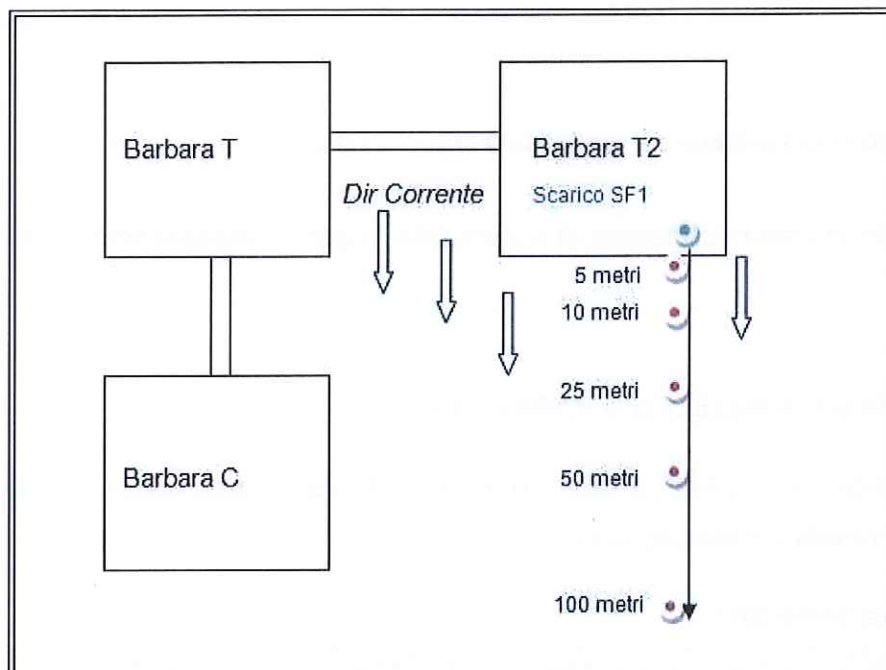 Barbara T
Barbara T2
Dir Corrente
Scarico SF1
5 metri
10 metri
25 metri
Barbara C
50 metri
100 metri